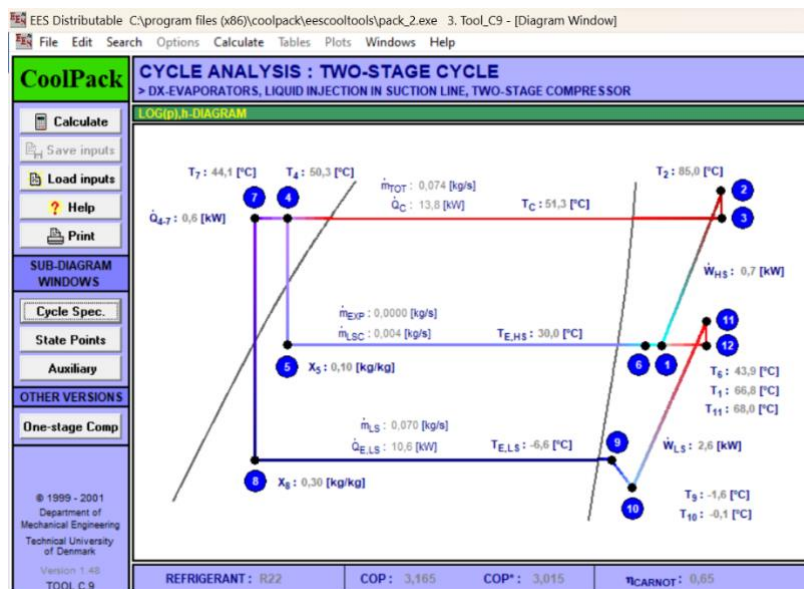 EES Distributable C:\program files (x86)\coolpack\eescooltools\pack_2.exe 3. Tool_C9 - [Diagram Window]
File Edit Search Options Calculate Tables Plots Windows Help
CoolPack
CYCLE ANALYSIS : TWO-STAGE CYCLE
> DX-EVAPORATORS, LIQUID INJECTION IN SUCTION LINE, TWO-STAGE COMPRESSOR
LOG(p),h-DIAGRAM
Calculate
Save inputs
Load inputs
Help
Print
SUB-DIAGRAM
WINDOWS
Cycle Spec.
State Points
Auxiliary
OTHER VERSIONS
One-stage Comp
© 1999 - 2001
Department of
Mechanical Engineering
Technical University
of Denmark
Version 1.48
TOOL C.9
T7 : 44,1 [°C] T4 : 50,3 [°C] T2 : 85,0 [°C]
ṁTOT : 0,074 [kg/s]
7 4 2
Q̇4-7 : 0,6 [kW] Q̇C : 13,8 [kW] TC : 51,3 [°C] 3
ẆHS : 0,7 [kW]
ṁEXP : 0,0000 [kg/s]
11
ṁLSC : 0,004 [kg/s] TE,HS : 30,0 [°C]
5 X5 : 0,10 [kg/kg] 6 1 12
T6 : 43,9 [°C]
T1 : 66,8 [°C]
T11 : 68,0 [°C]
ṁLS : 0,070 [kg/s]
Q̇E,LS : 10,6 [kW] TE,LS : -6,6 [°C] 9 ẆLS : 2,6 [kW]
8 X8 : 0,30 [kg/kg]
T9 : -1,6 [°C]
10 T10 : -0,1 [°C]
REFRIGERANT : R22 COP : 3,165 COP* : 3,015 ηCARNOT : 0,65